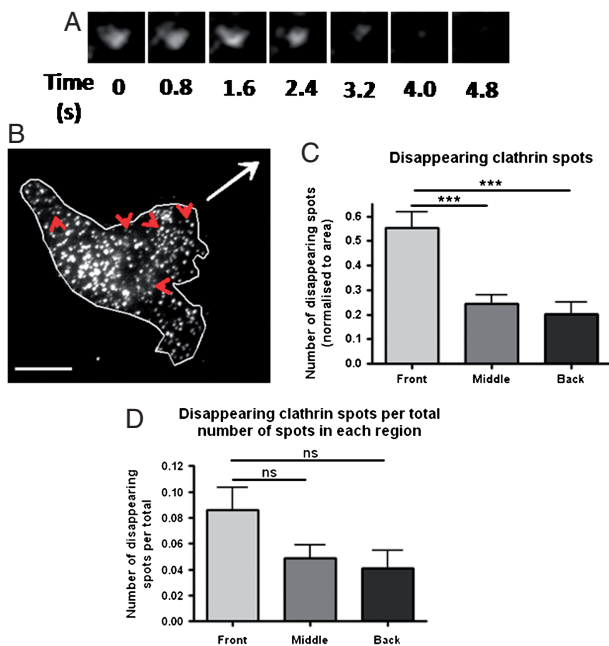 A
Time (s) 0 0.8 1.6 2.4 3.2 4.0 4.8
B
C
Disappearing clathrin spots
***
***
Number of disappearing spots
(normalised to area)
0.6
0.5
0.4
0.3
0.2
0.1
0.0
Front Middle Back
D
Disappearing clathrin spots per total
number of spots in each region
ns
ns
Number of disappearing
spots per total
0.12
0.10
0.08
0.06
0.04
0.02
0.00
Front Middle Back